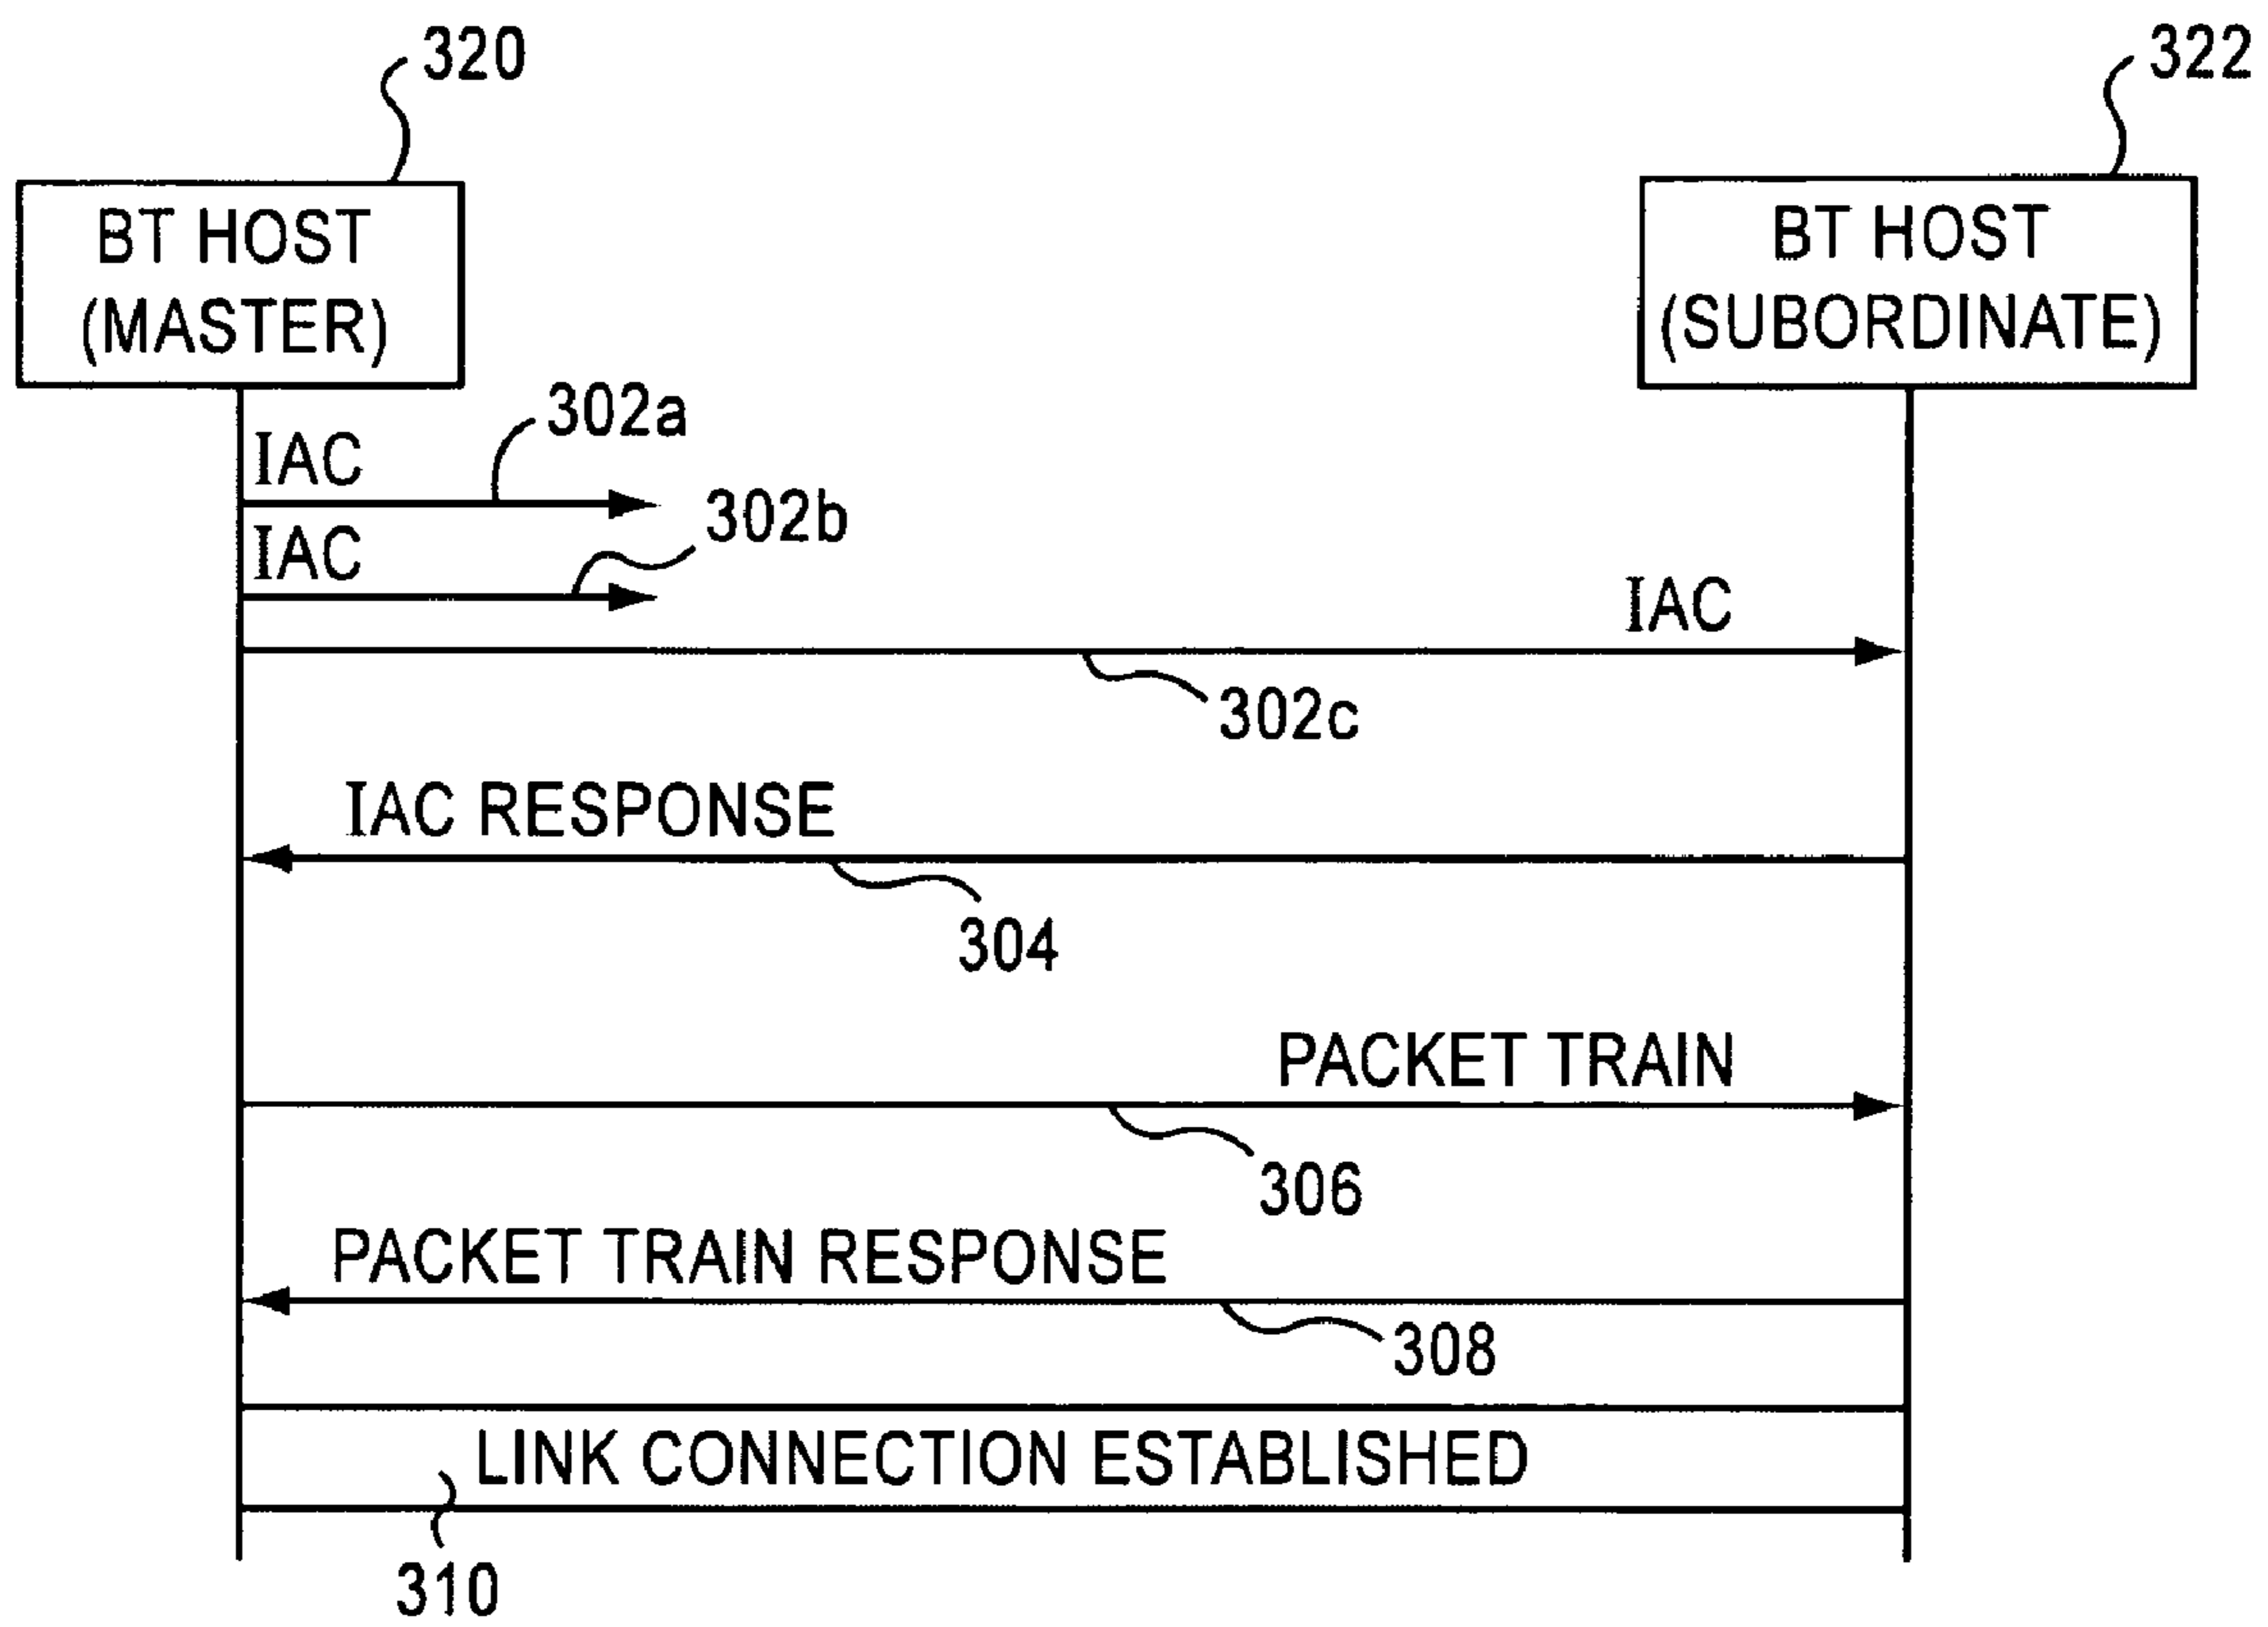 320
322
BT HOST
(MASTER)
BT HOST
(SUBORDINATE)
302a
IAC
302b
IAC
IAC
302c
IAC RESPONSE
304
PACKET TRAIN
306
PACKET TRAIN RESPONSE
308
LINK CONNECTION ESTABLISHED
310